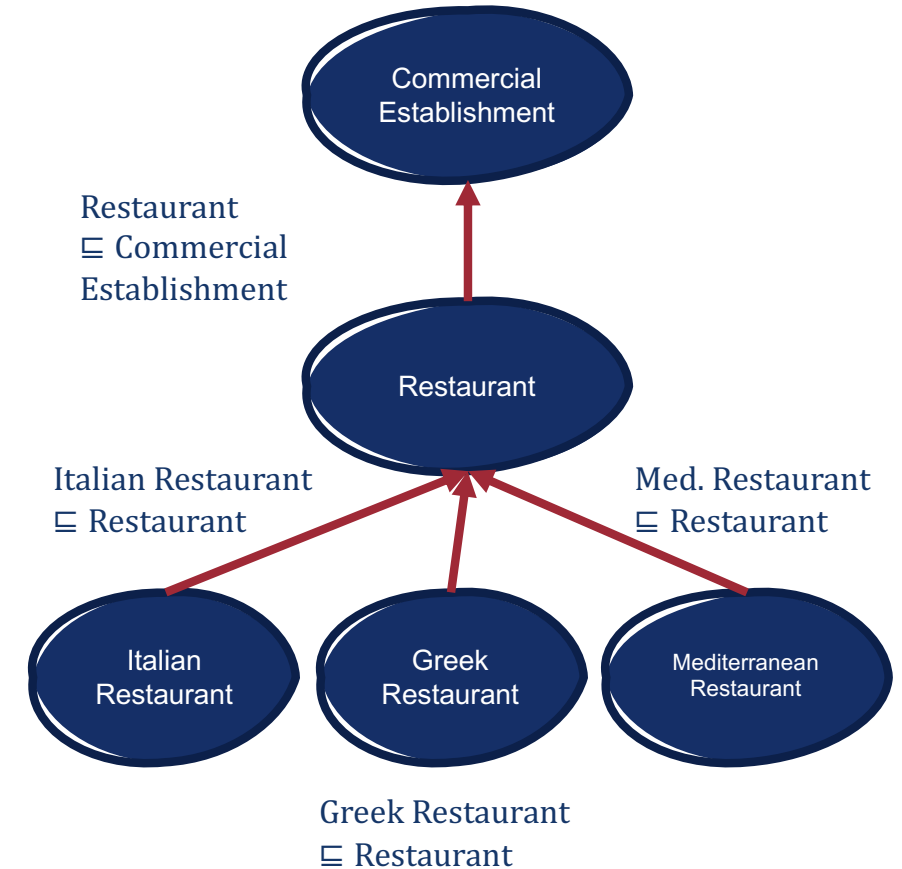 Commercial
Establishment
Restaurant
⊑ Commercial
Establishment
Restaurant
Italian Restaurant
⊑ Restaurant
Med. Restaurant
⊑ Restaurant
Italian
Restaurant
Greek
Restaurant
Mediterranean
Restaurant
Greek Restaurant
⊑ Restaurant